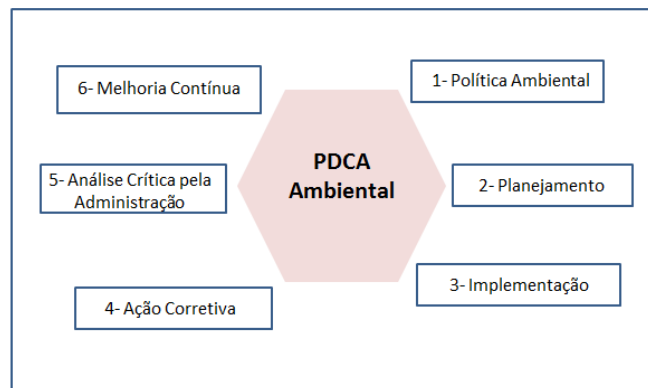 PDCA
Ambiental
1- Política Ambiental
2- Planejamento
3- Implementação
4- Ação Corretiva
5- Análise Crítica pela
Administração
6- Melhoria Contínua